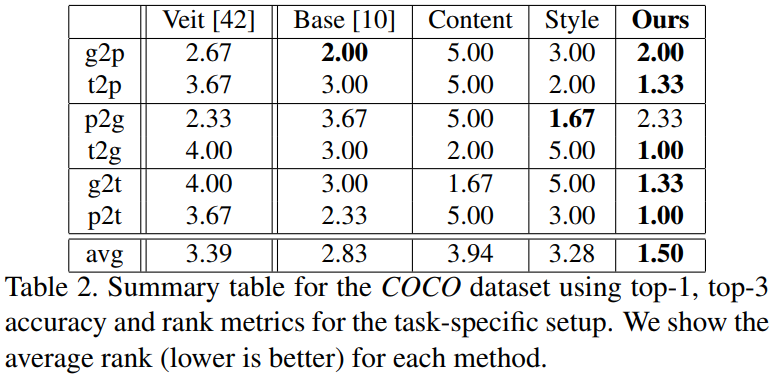 Veit [42] Base [10] Content Style Ours
g2p 2.67 2.00 5.00 3.00 2.00
t2p 3.67 3.00 5.00 2.00 1.33
p2g 2.33 3.67 5.00 1.67 2.33
t2g 4.00 3.00 2.00 5.00 1.00
g2t 4.00 3.00 1.67 5.00 1.33
p2t 3.67 2.33 5.00 3.00 1.00
avg 3.39 2.83 3.94 3.28 1.50
Table 2. Summary table for the COCO dataset using top-1, top-3
accuracy and rank metrics for the task-specific setup. We show the
average rank (lower is better) for each method.